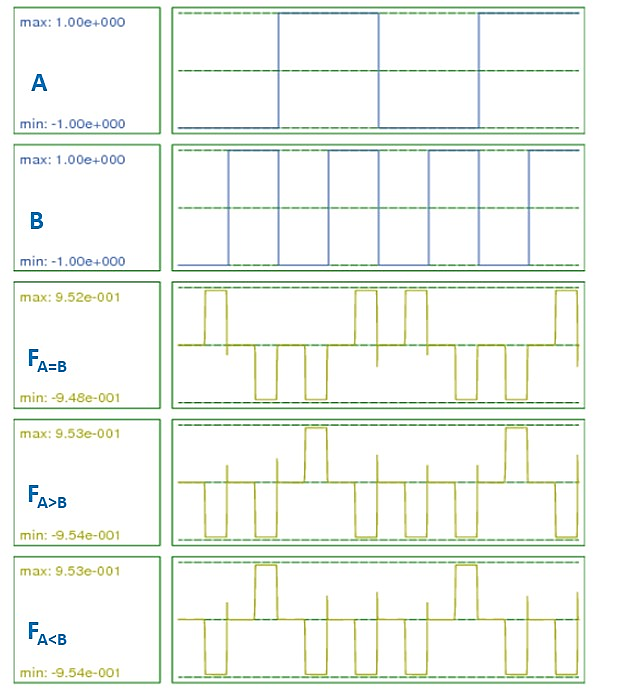 max: 1.00e+000
A
min: -1.00e+000
max: 1.00e+000
B
min: -1.00e+000
max: 9.52e-001
FA=B
min: -9.48e-001
max: 9.53e-001
FA>B
min: -9.54e-001
max: 9.53e-001
FA<B
min: -9.54e-001